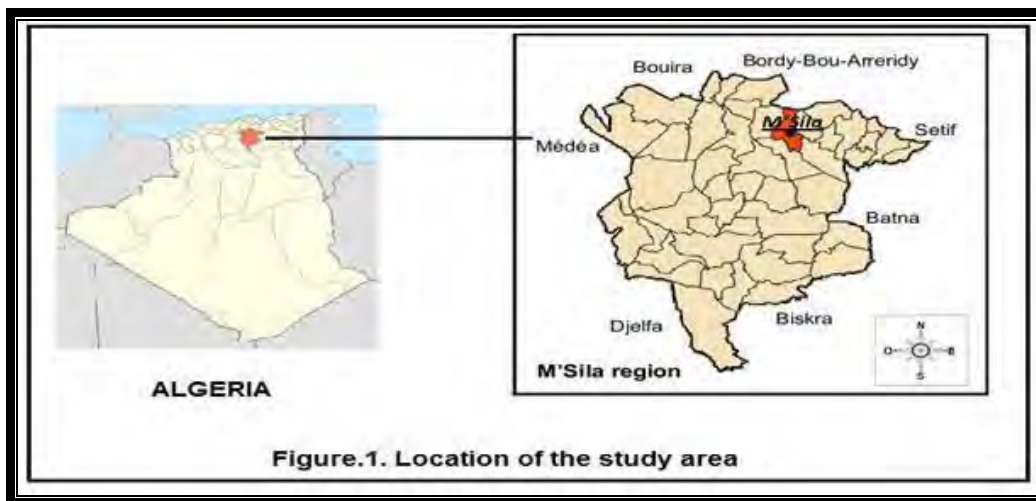 Bouira
Bordy-Bou-Arreridy
M'Sila
Setif
Médéa
Batna
Djelfa
Biskra
M'Sila region
N
O
E
S
ALGERIA
Figure.1. Location of the study area